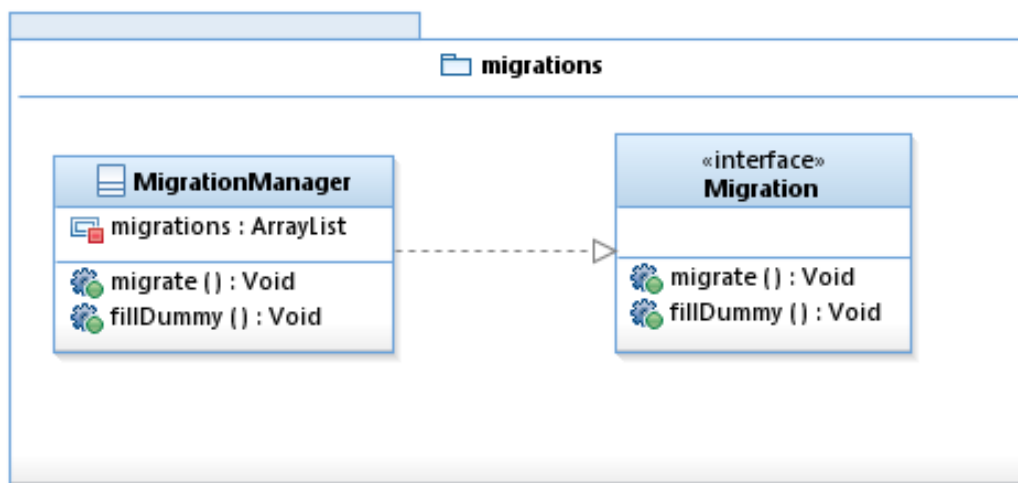 migrations
MigrationManager
migrations : ArrayList
migrate () : Void
fillDummy () : Void
«interface»
Migration
migrate () : Void
fillDummy () : Void